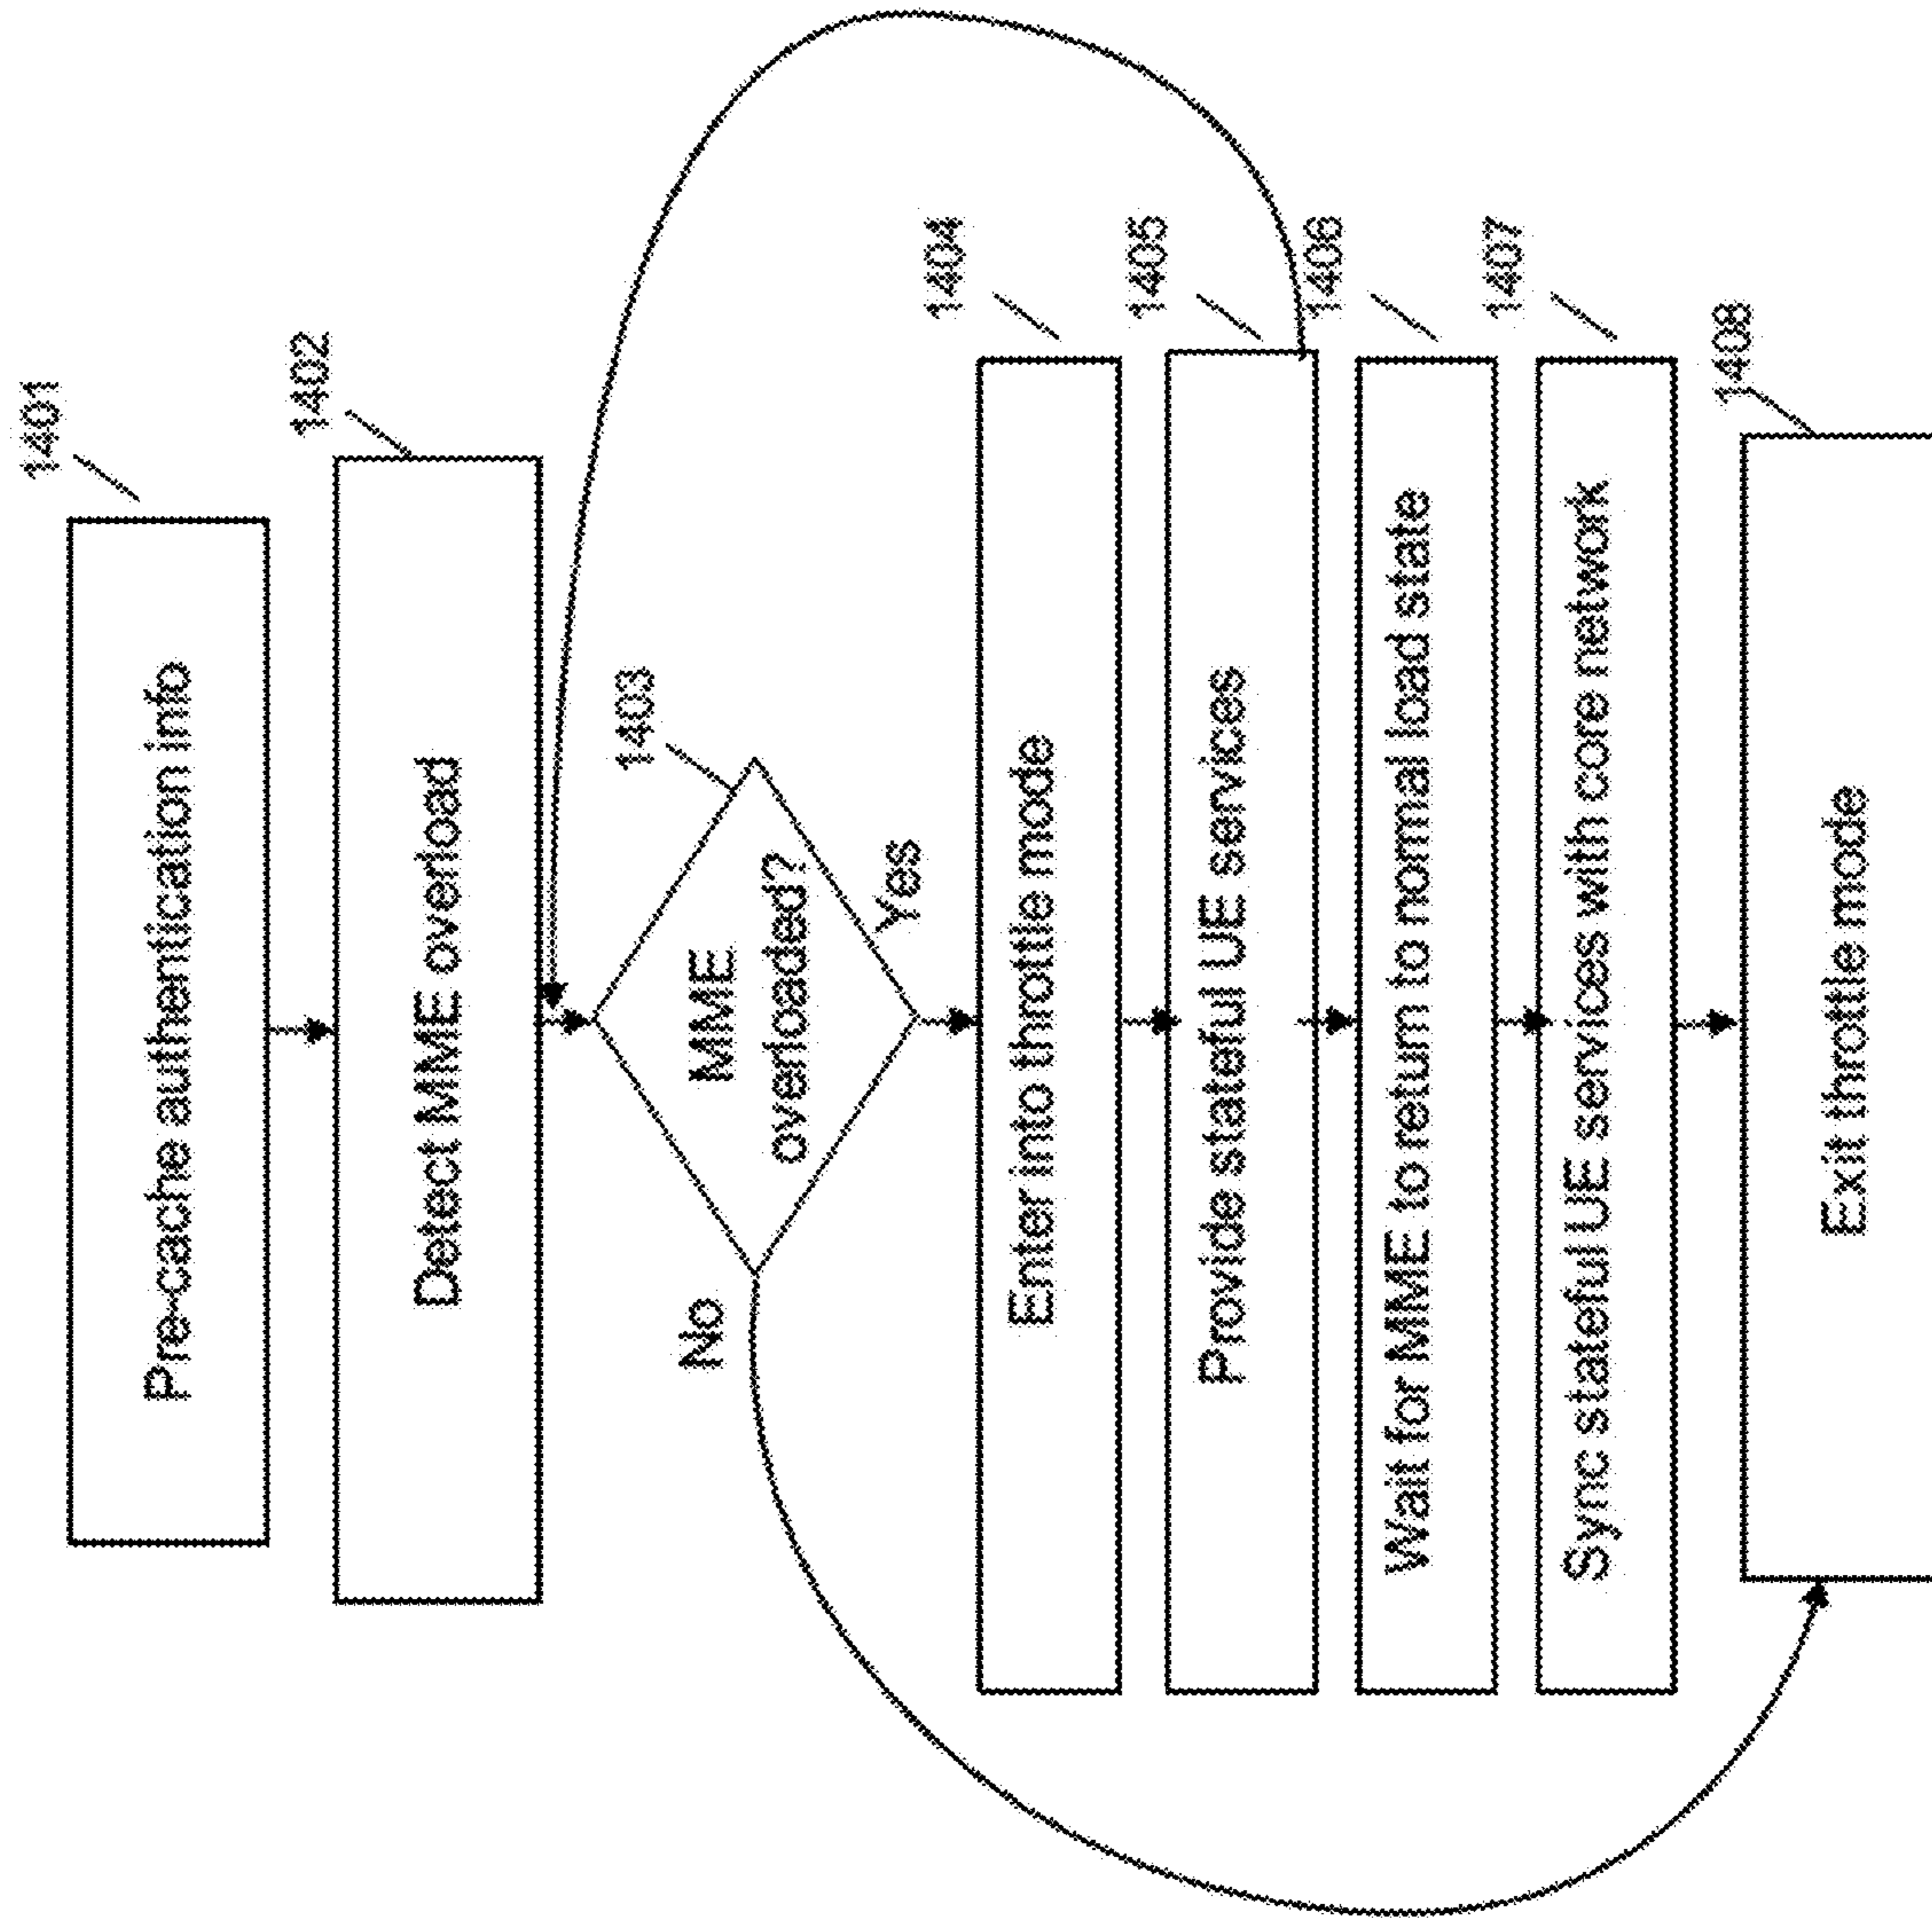 1401
Pre-cache authentication info
1402
Detect MME overload
1403
MME
overloaded?
No
Yes
1404
Enter into throttle mode
1405
Provide stateful UE services
1406
Wait for MME to return to normal load state
1407
Sync stateful UE services with core network
1408
Exit throttle mode